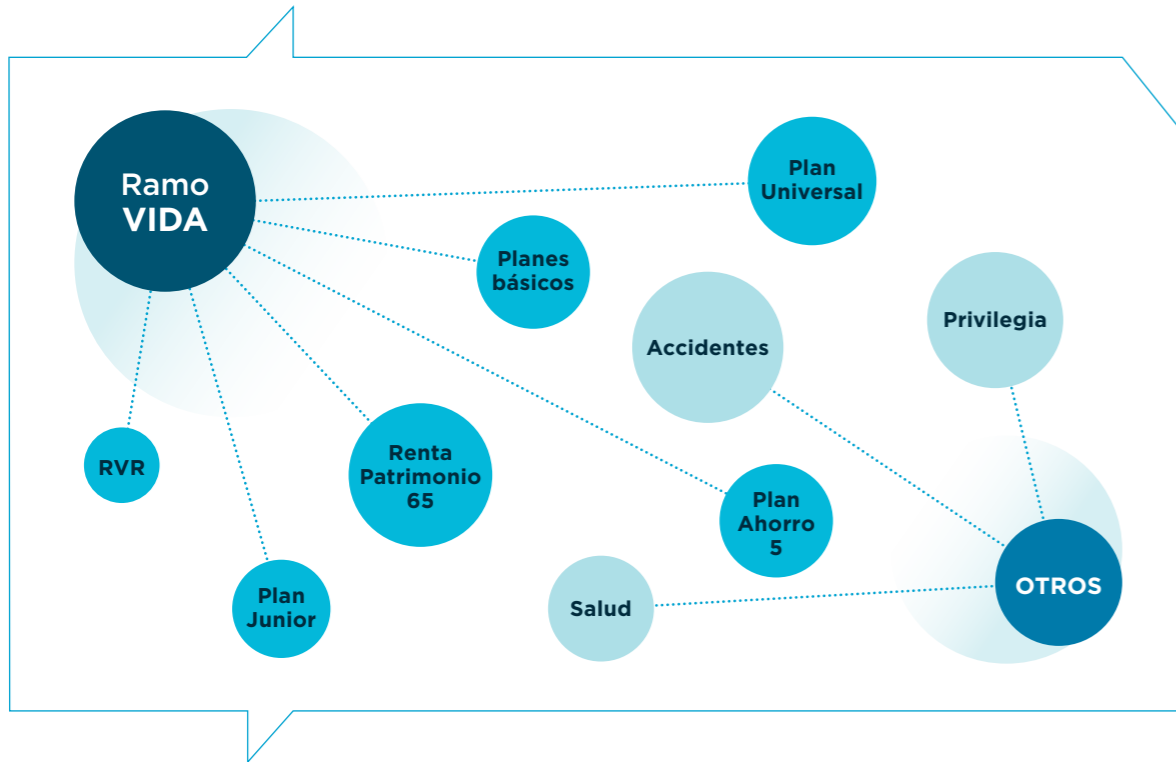 Ramo
VIDA
Plan
Universal
Planes
básicos
Privilegia
Accidentes
RVR
Renta
Patrimonio
65
Plan
Ahorro
5
OTROS
Plan
Junior
Salud